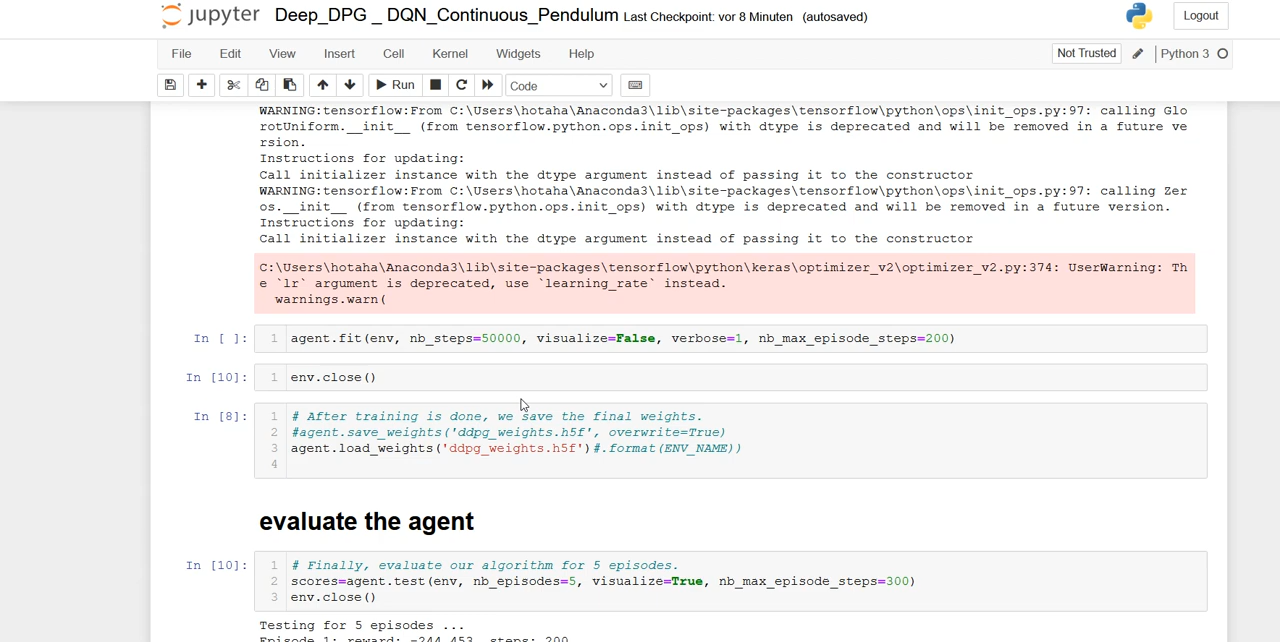 jupyter Deep_DPG _ DQN_Continuous_Pendulum Last Checkpoint: vor 8 Minuten (autosaved) Logout
File Edit View Insert Cell Kernel Widgets Help Not Trusted Python 3
Run Code
WARNING:tensorflow:From C:\Users\hotaha\Anaconda3\lib\site-packages\tensorflow\python\ops\init_ops.py:97: calling Glo
rotUniform.__init__ (from tensorflow.python.ops.init_ops) with dtype is deprecated and will be removed in a future ve
rsion.
Instructions for updating:
Call initializer instance with the dtype argument instead of passing it to the constructor
WARNING:tensorflow:From C:\Users\hotaha\Anaconda3\lib\site-packages\tensorflow\python\ops\init_ops.py:97: calling Zer
os.__init__ (from tensorflow.python.ops.init_ops) with dtype is deprecated and will be removed in a future version.
Instructions for updating:
Call initializer instance with the dtype argument instead of passing it to the constructor
C:\Users\hotaha\Anaconda3\lib\site-packages\tensorflow\python\keras\optimizer_v2\optimizer_v2.py:374: UserWarning: Th
e `lr` argument is deprecated, use `learning_rate` instead.
warnings.warn(
In [ ]: 1 agent.fit(env, nb_steps=50000, visualize=False, verbose=1, nb_max_episode_steps=200)
In [10]: 1 env.close()
In [8]: 1 # After training is done, we save the final weights.
2 #agent.save_weights('ddpg_weights.h5f', overwrite=True)
3 agent.load_weights('ddpg_weights.h5f')#.format(ENV_NAME))
4
evaluate the agent
In [10]: 1 # Finally, evaluate our algorithm for 5 episodes.
2 scores=agent.test(env, nb_episodes=5, visualize=True, nb_max_episode_steps=300)
3 env.close()
Testing for 5 episodes ...
Episode 1: reward: -244.453, steps: 200